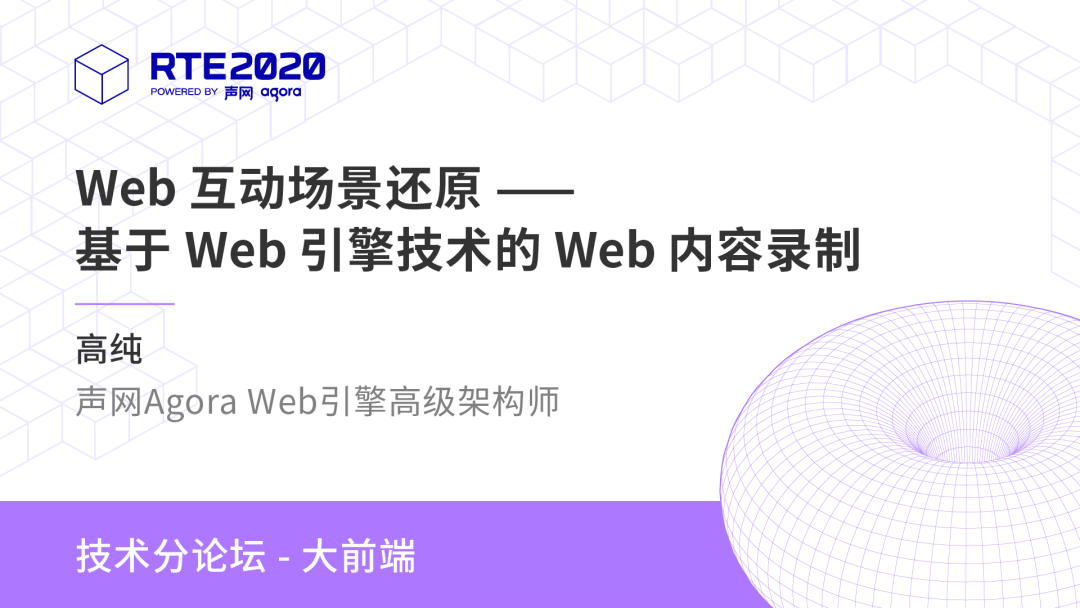 RTE2020
POWERED BY 声网 agora
Web 互动场景还原 ——
基于 Web 引擎技术的 Web 内容录制
高纯
声网Agora Web引擎高级架构师
技术分论坛 - 大前端